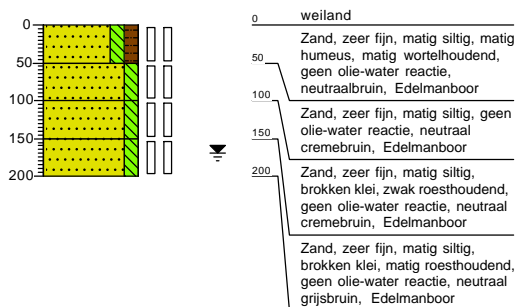 0
50
100
150
200
0
weiland
Zand, zeer fijn, matig siltig, matig
humeus, matig wortelhoudend,
geen olie-water reactie,
neutraalbruin, Edelmanboor
50
Zand, zeer fijn, matig siltig, geen
olie-water reactie, neutraal
cremebruin, Edelmanboor
100
Zand, zeer fijn, matig siltig,
brokken klei, zwak roesthoudend,
geen olie-water reactie, neutraal
cremebruin, Edelmanboor
150
Zand, zeer fijn, matig siltig,
brokken klei, matig roesthoudend,
geen olie-water reactie, neutraal
grijsbruin, Edelmanboor
200